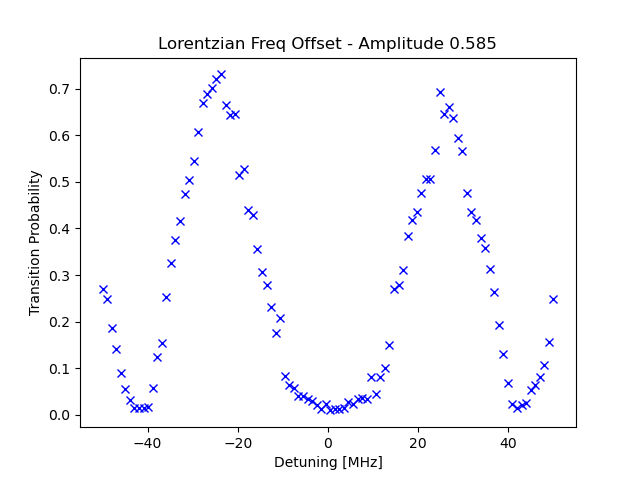 Lorentzian Freq Offset - Amplitude 0.585
0.7
0.6
0.5
0.4
0.3
0.2
0.1
0.0
Transition Probability
−40 −20 0 20 40
Detuning [MHz]